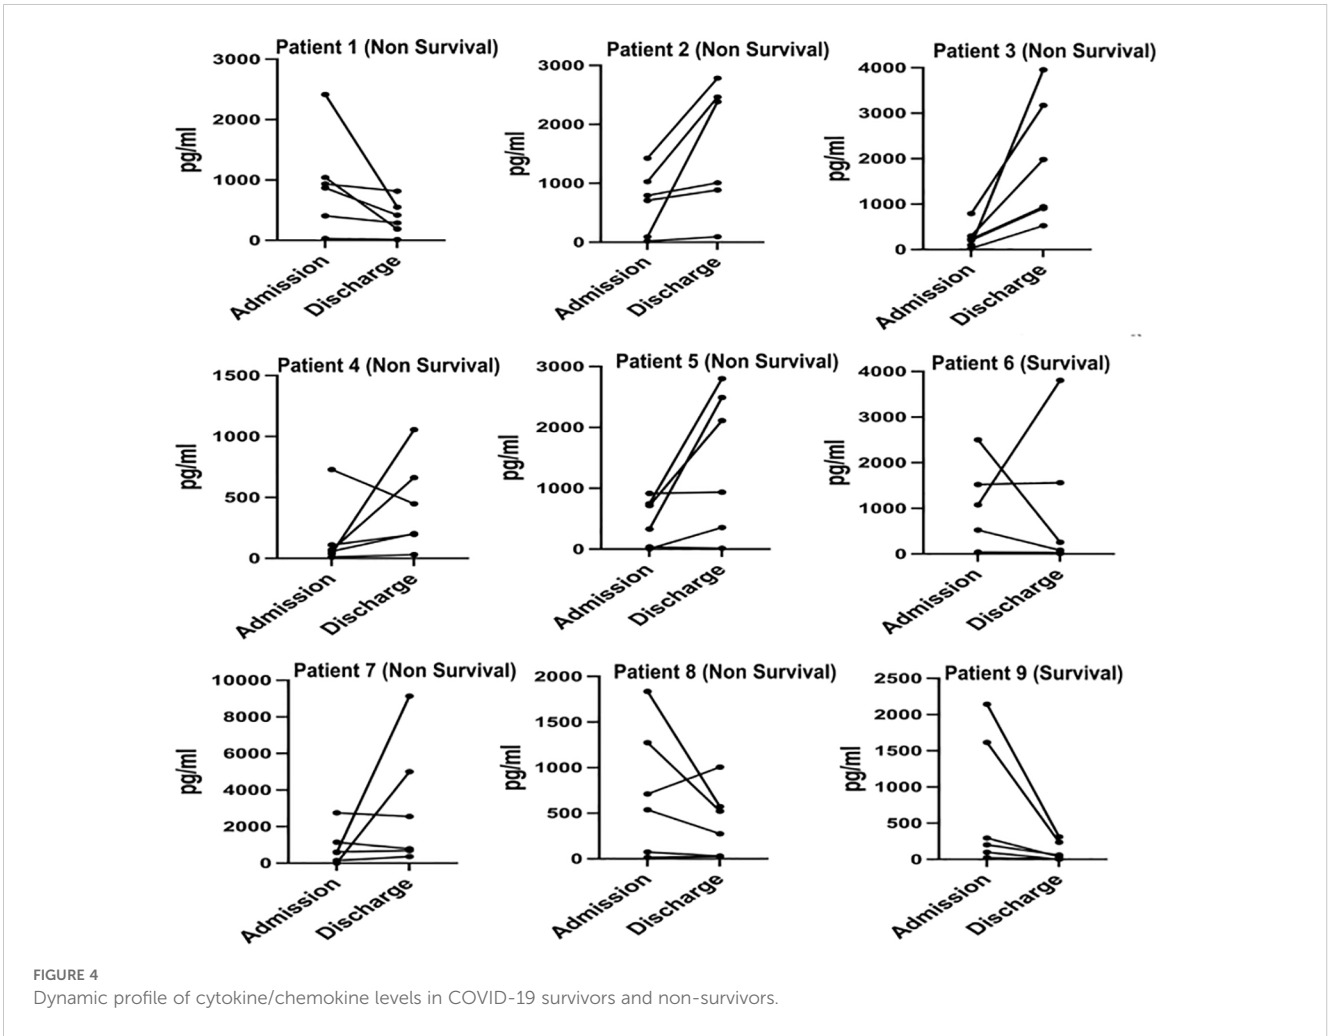 Patient 1 (Non Survival)
3000
2000
1000
0
pg/ml
Admission
Discharge
Patient 2 (Non Survival)
3000
2000
1000
0
pg/ml
Admission
Discharge
Patient 3 (Non Survival)
4000
3000
2000
1000
0
pg/ml
Admission
Discharge
Patient 4 (Non Survival)
1500
1000
500
0
pg/ml
Admission
Discharge
Patient 5 (Non Survival)
3000
2000
1000
0
pg/ml
Admission
Discharge
Patient 6 (Survival)
4000
3000
2000
1000
0
pg/ml
Admission
Discharge
Patient 7 (Non Survival)
10000
8000
6000
4000
2000
0
pg/ml
Admission
Discharge
Patient 8 (Non Survival)
2000
1500
1000
500
0
pg/ml
Admission
Discharge
Patient 9 (Survival)
2500
2000
1500
1000
500
0
pg/ml
Admission
Discharge
FIGURE 4
Dynamic profile of cytokine/chemokine levels in COVID-19 survivors and non-survivors.